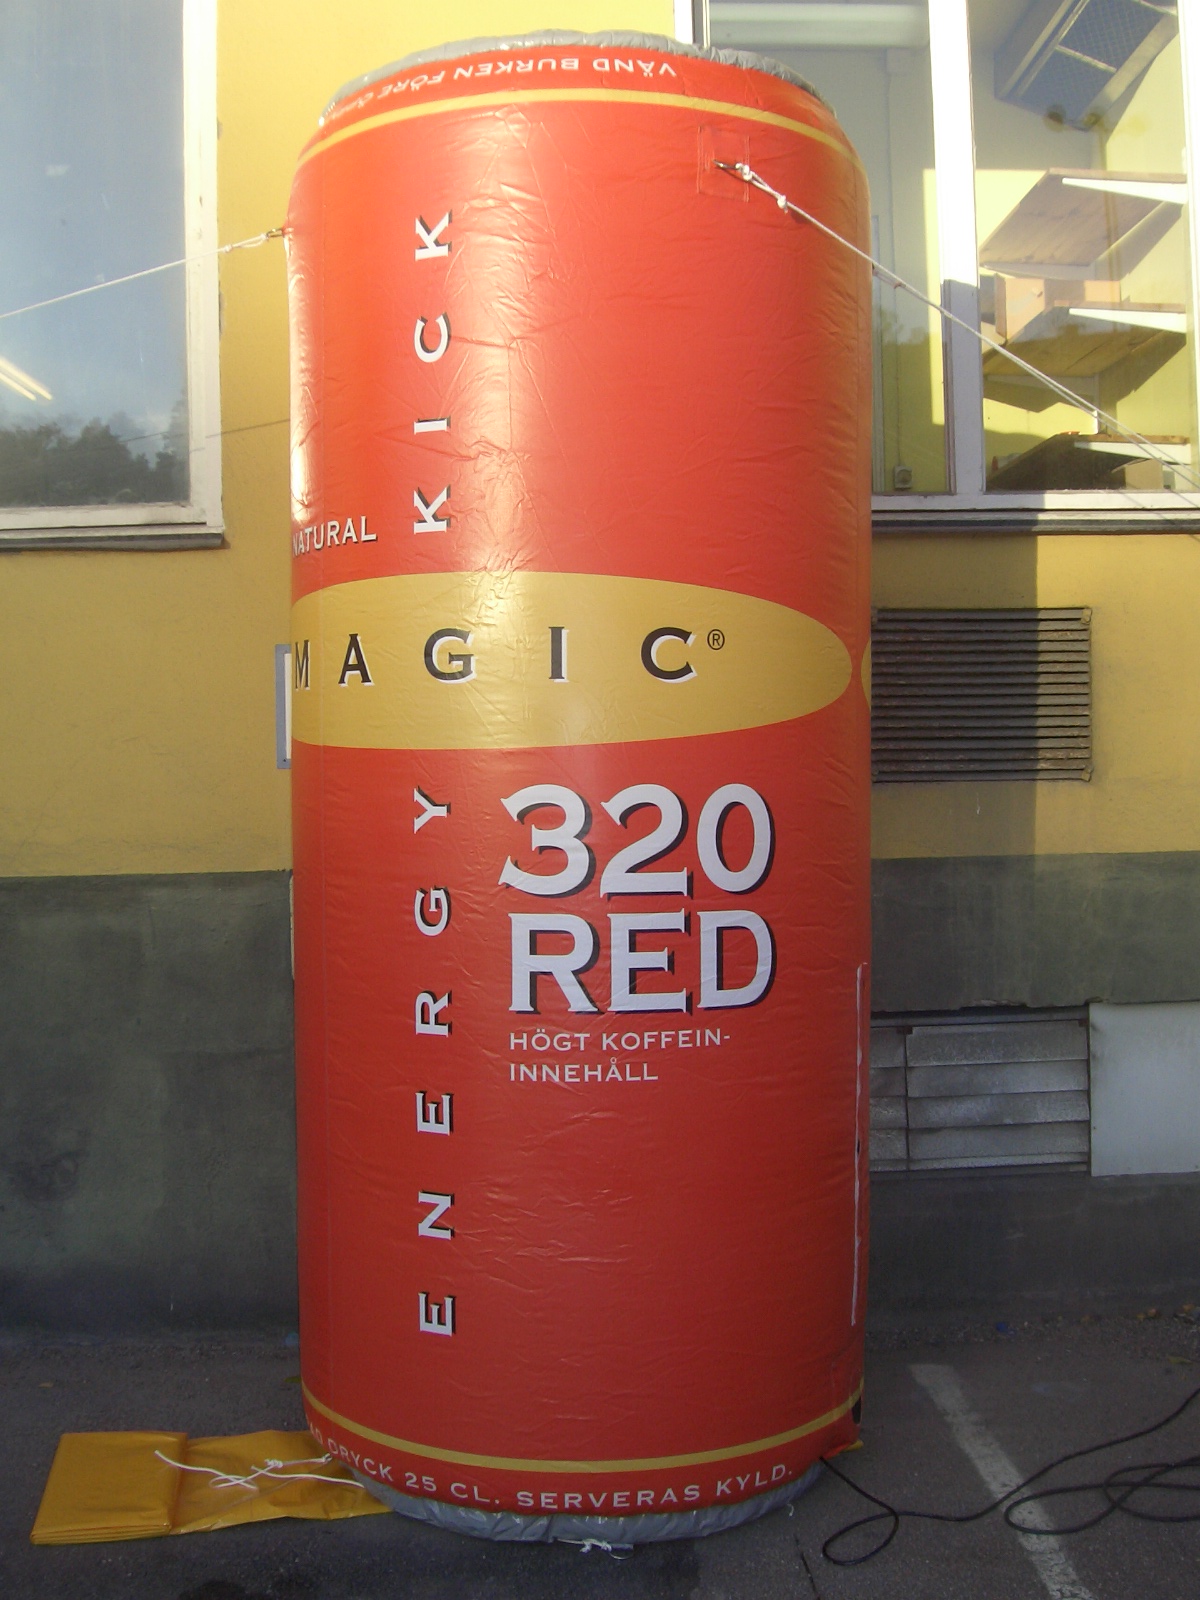 VÄND BURKEN FÖRE
KICK
NATURAL
MAGIC®
ENERGY
320
RED
HÖGT KOFFEIN-
INNEHÅLL
DRYCK 25 CL. SERVERAS KYLD.